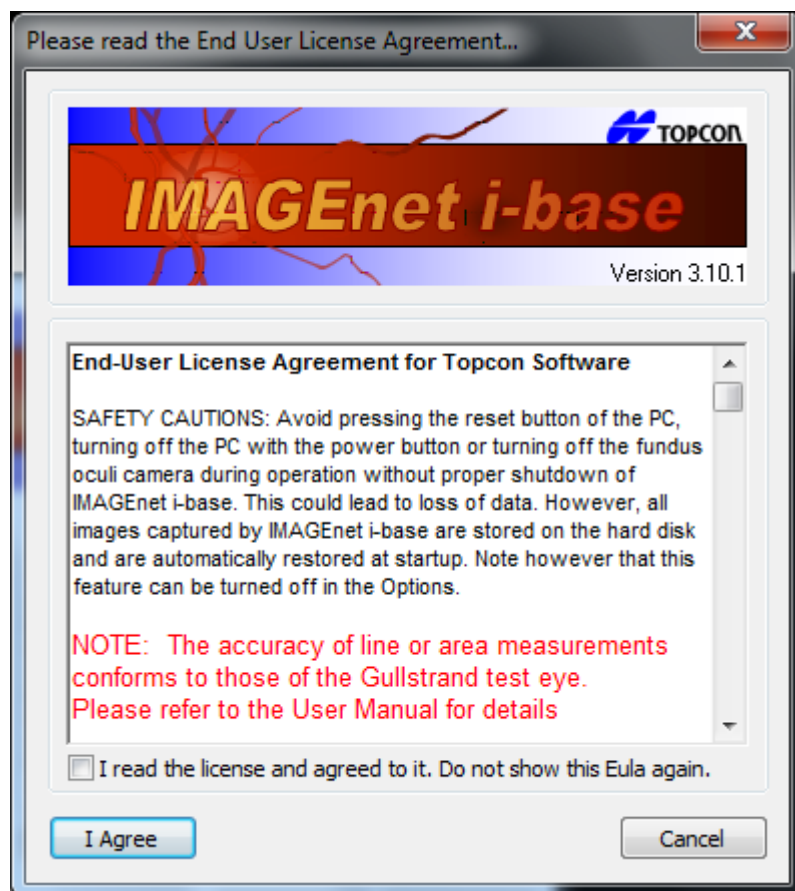 Please read the End User License Agreement...
TOPCON
IMAGEnet i-base
Version 3.10.1
End-User License Agreement for Topcon Software
SAFETY CAUTIONS: Avoid pressing the reset button of the PC,
turning off the PC with the power button or turning off the fundus
oculi camera during operation without proper shutdown of
IMAGEnet i-base. This could lead to loss of data. However, all
images captured by IMAGEnet i-base are stored on the hard disk
and are automatically restored at startup. Note however that this
feature can be turned off in the Options.
NOTE: The accuracy of line or area measurements
conforms to those of the Gullstrand test eye.
Please refer to the User Manual for details
I read the license and agreed to it. Do not show this Eula again.
I Agree
Cancel